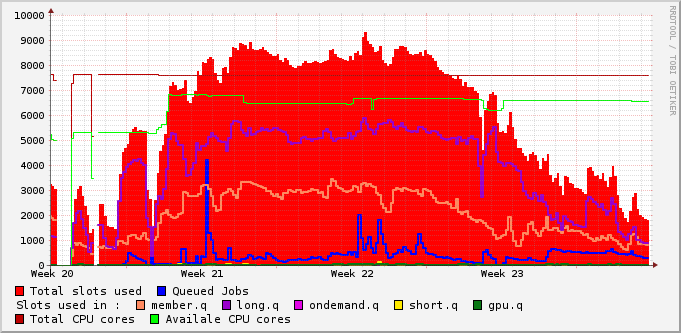 10000
9000
8000
7000
6000
5000
4000
3000
2000
1000
0
Week 20 Week 21 Week 22 Week 23
Total slots used Queued Jobs
Slots used in : member.q long.q ondemand.q short.q gpu.q
Total CPU cores Availale CPU cores
RRDTOOL / TOBI OETIKER